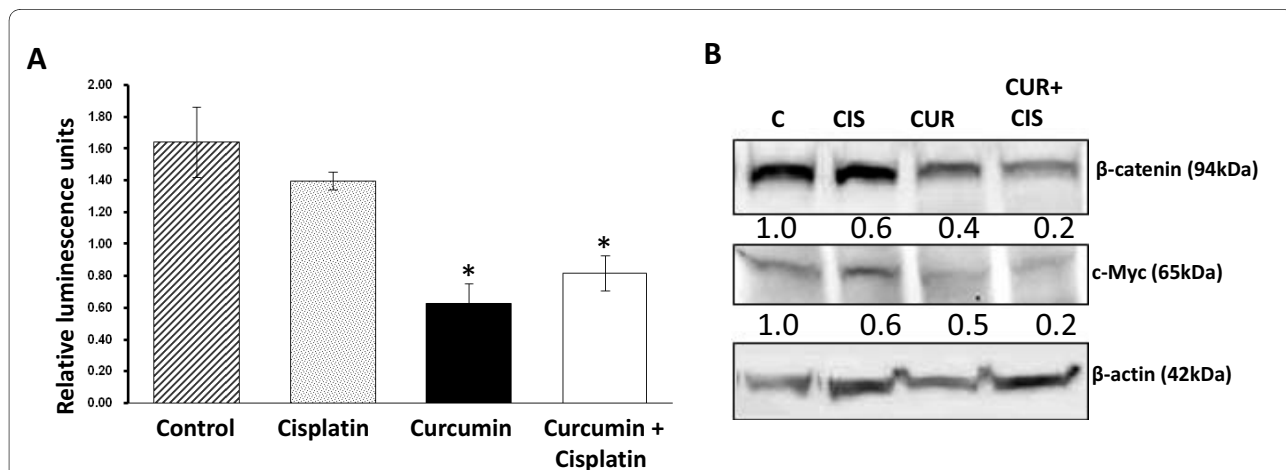 A
Relative luminescence units
2.00
1.80
1.60
1.40
1.20
1.00
0.80
0.60
0.40
0.20
0.00
*
*
Control Cisplatin Curcumin Curcumin +
Cisplatin
B
C CIS CUR CUR+
CIS
β-catenin (94kDa)
1.0 0.6 0.4 0.2
c-Myc (65kDa)
1.0 0.6 0.5 0.2
β-actin (42kDa)